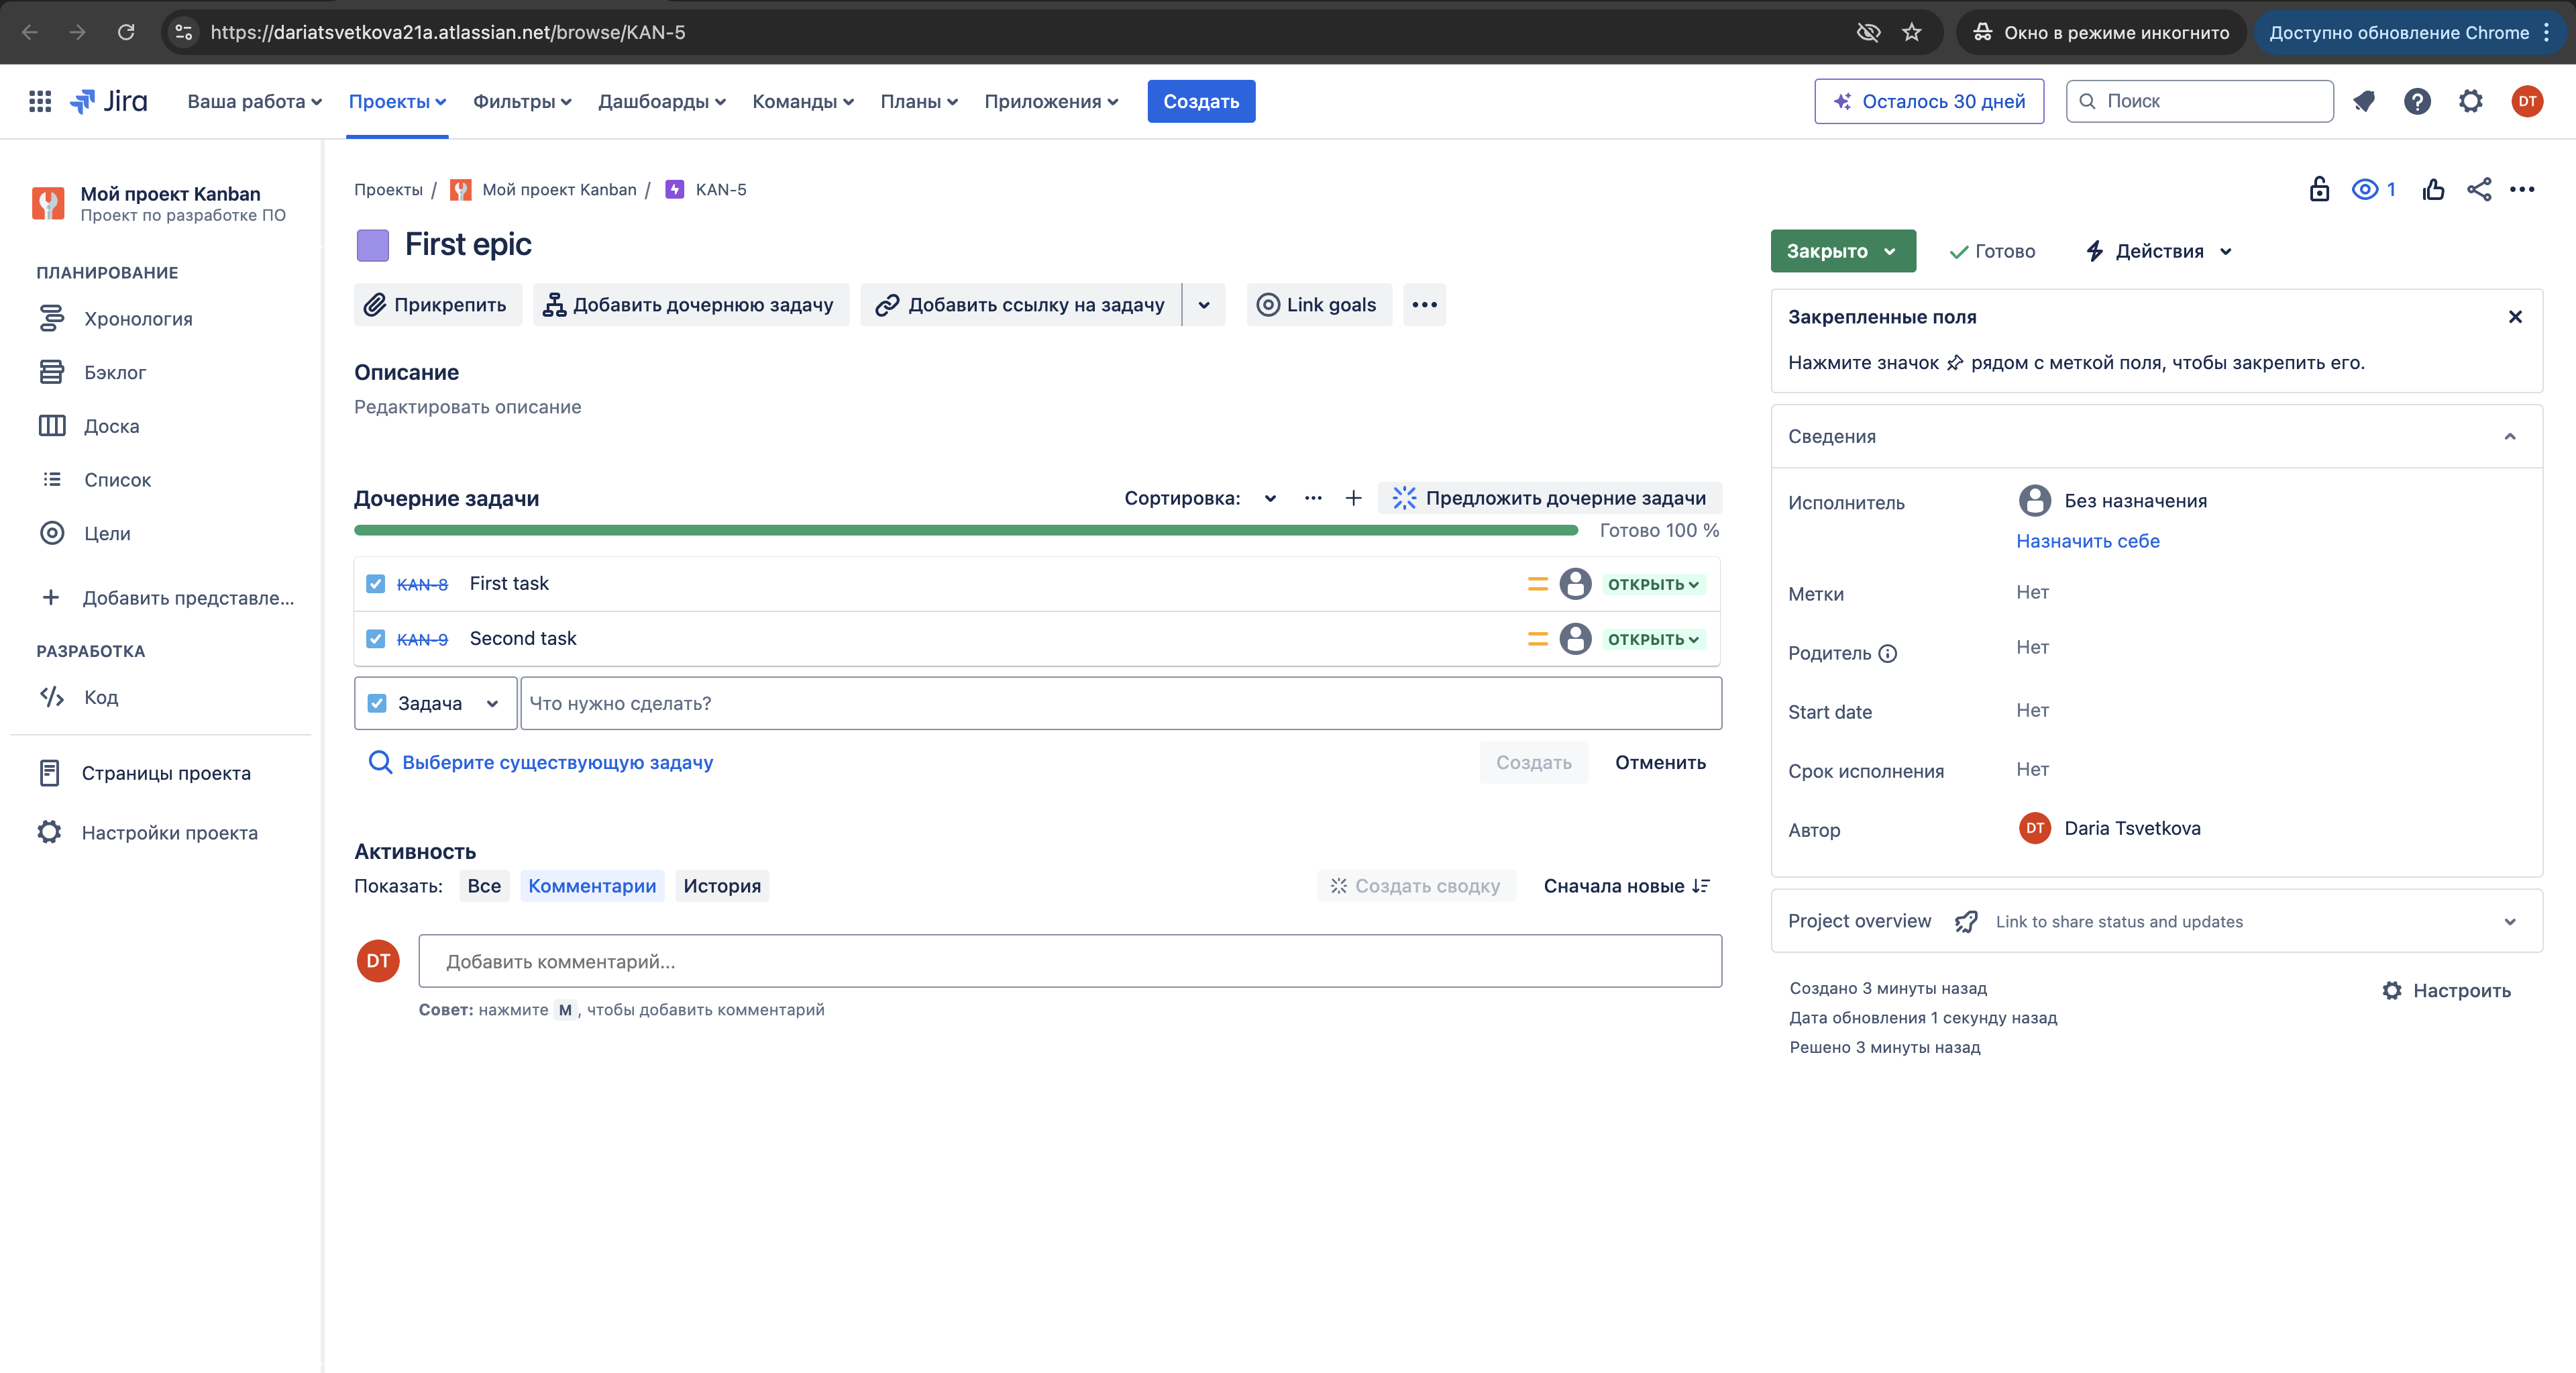 https://dariatsvetkova21a.atlassian.net/browse/KAN-5
Окно в режиме инкогнито
Доступно обновление Chrome
Jira
Ваша работа
Проекты
Фильтры
Дашборды
Команды
Планы
Приложения
Создать
Осталось 30 дней
Поиск
DT
Мой проект Kanban
Проект по разработке ПО
ПЛАНИРОВАНИЕ
Хронология
Бэклог
Доска
Список
Цели
Добавить представле...
РАЗРАБОТКА
Код
Страницы проекта
Настройки проекта
Проекты / Мой проект Kanban / KAN-5
First epic
Прикрепить
Добавить дочернюю задачу
Добавить ссылку на задачу
Link goals
Описание
Редактировать описание
Дочерние задачи
Сортировка:
Предложить дочерние задачи
Готово 100 %
KAN-8 First task ОТКРЫТЬ
KAN-9 Second task ОТКРЫТЬ
Задача
Что нужно сделать?
Выберите существующую задачу
Создать
Отменить
Активность
Показать: Все Комментарии История
Создать сводку
Сначала новые
DT
Добавить комментарий...
Совет: нажмите M, чтобы добавить комментарий
1
Закрыто
Готово
Действия
Закрепленные поля
Нажмите значок рядом с меткой поля, чтобы закрепить его.
Сведения
Исполнитель
Без назначения
Назначить себе
Метки
Нет
Родитель
Нет
Start date
Нет
Срок исполнения
Нет
Автор
DT
Daria Tsvetkova
Project overview
Link to share status and updates
Создано 3 минуты назад
Дата обновления 1 секунду назад
Решено 3 минуты назад
Настроить